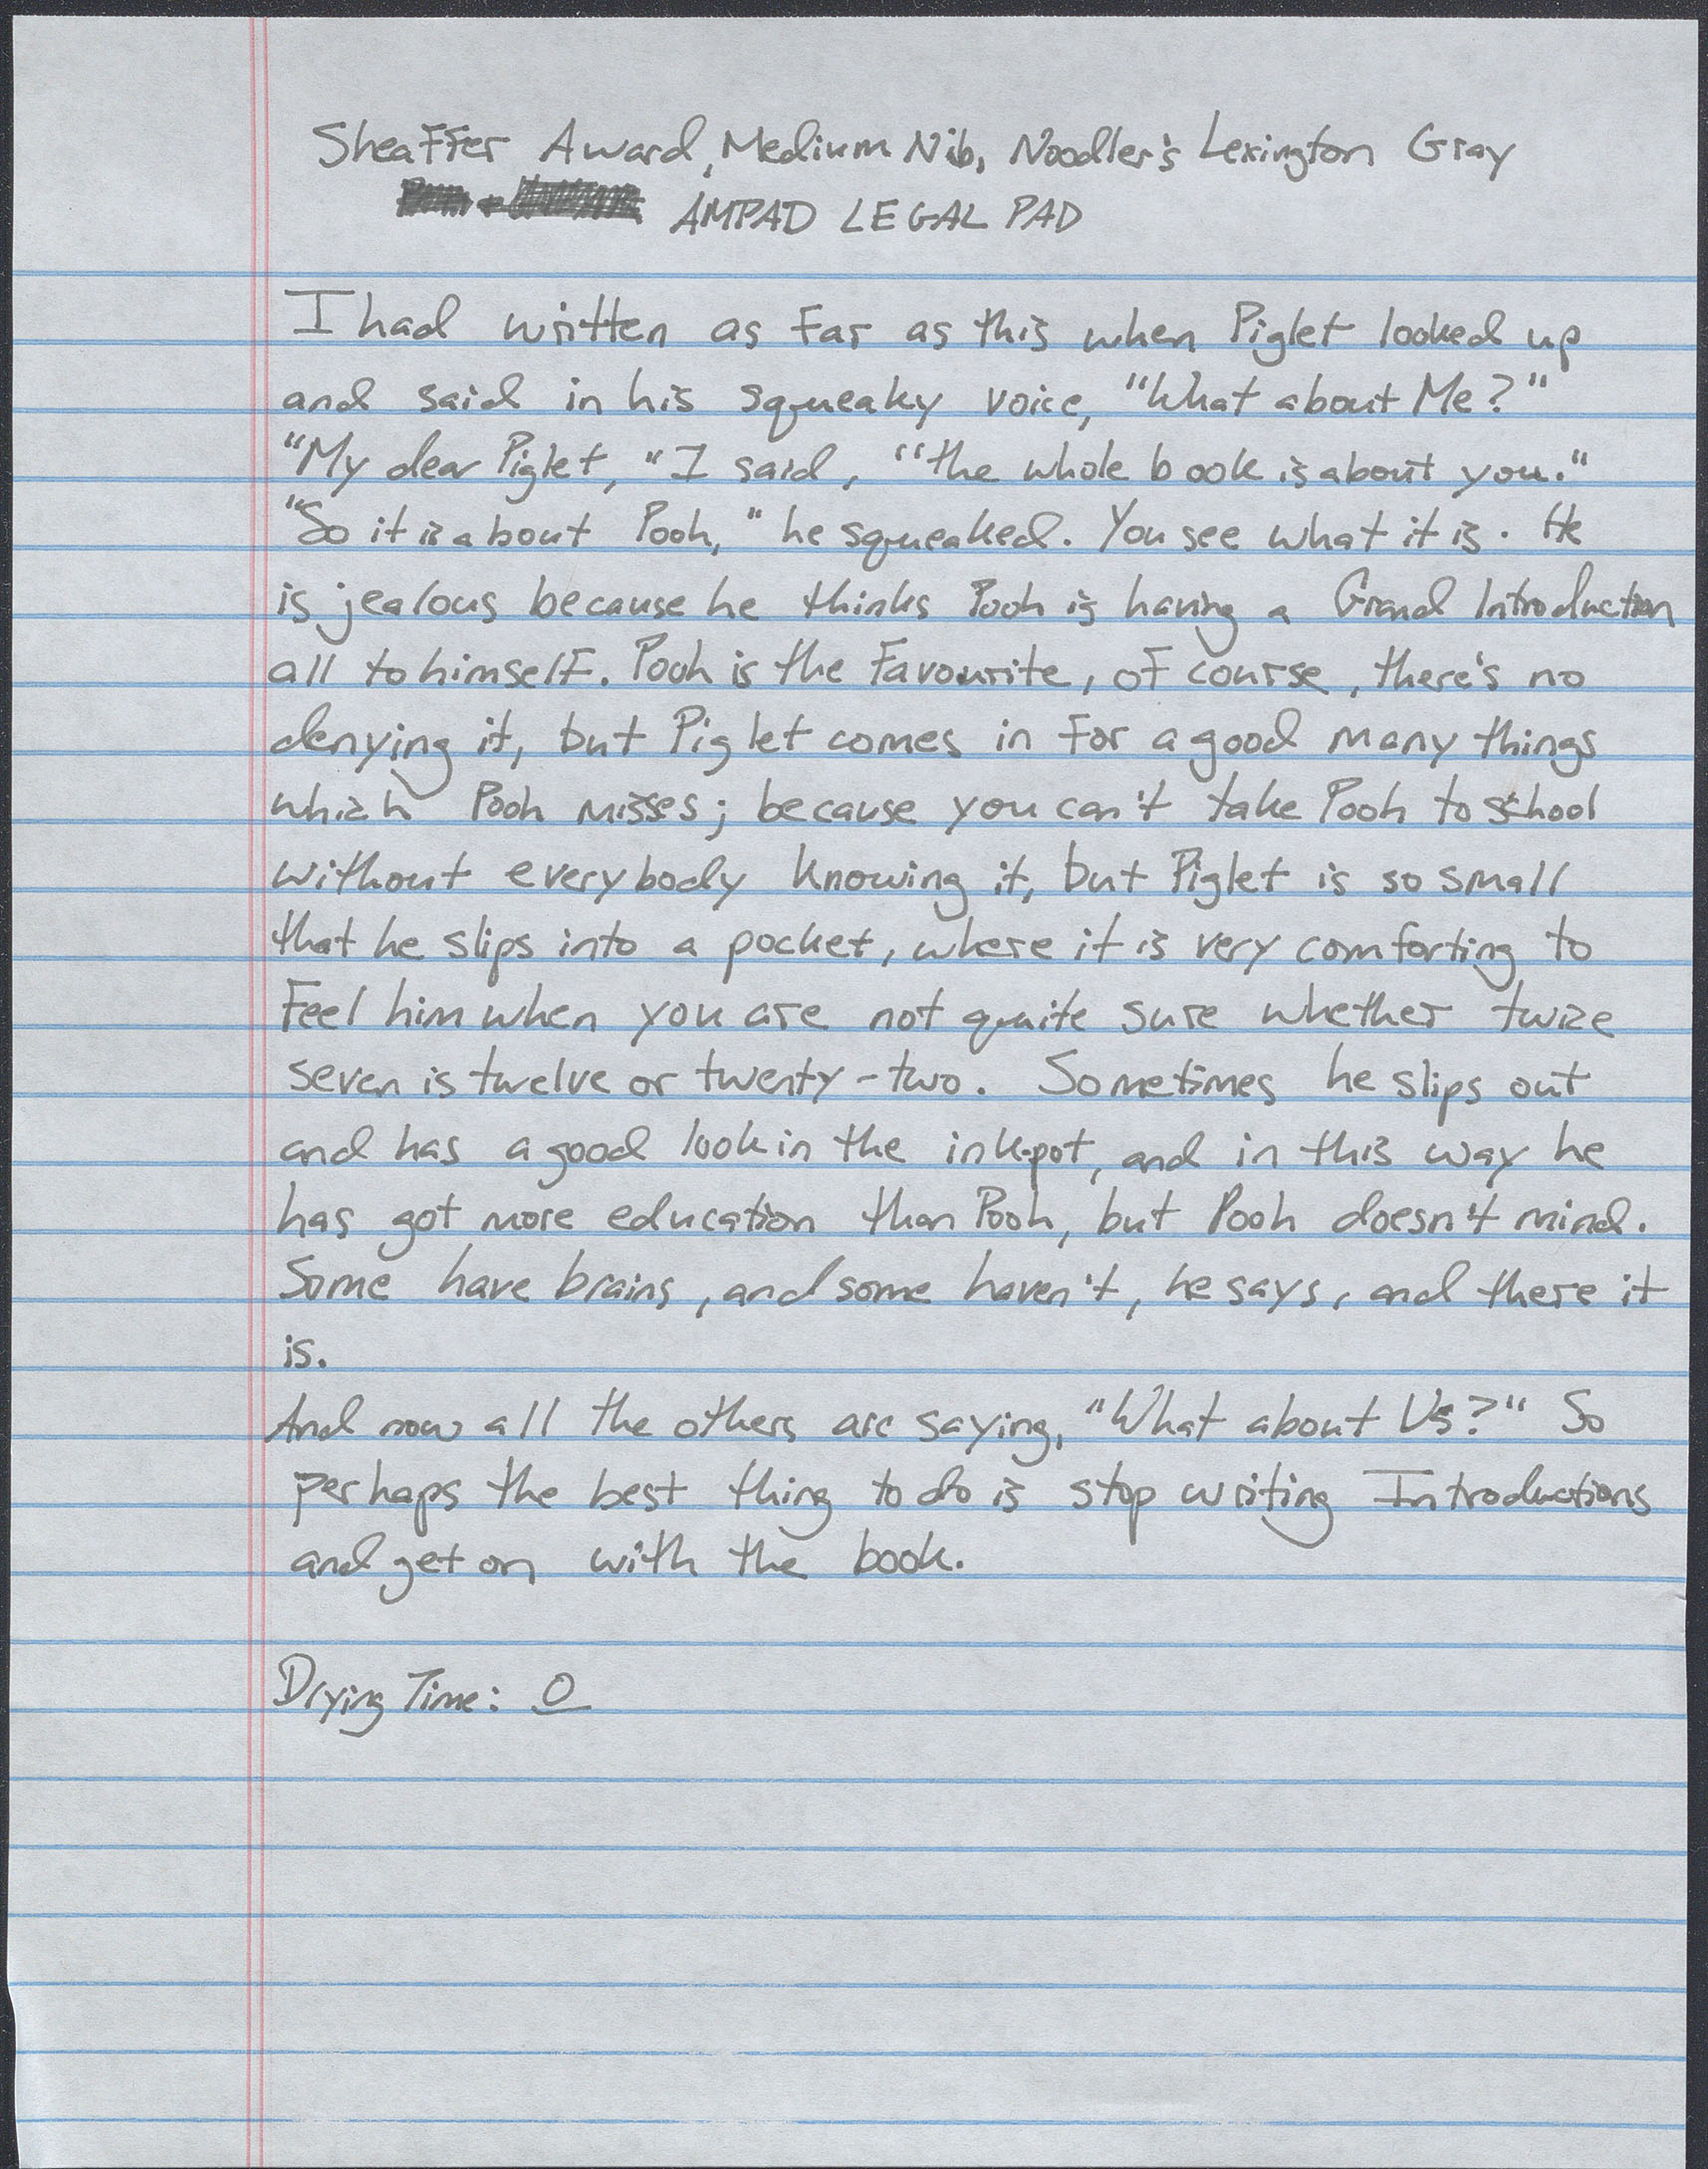 Sheaffer Award, Medium Nib, Noodler's Lexington Gray
AMPAD LEGAL PAD
I had written as far as this when Piglet looked up
and said in his squeaky voice, "What about Me?"
"My dear Piglet," I said, "the whole book is about you."
"So it is about Pooh," he squeaked. You see what it is. He
is jealous because he thinks Pooh is having a Grand Introduction
all to himself. Pooh is the favourite, of course, there's no
denying it, but Piglet comes in for a good many things
which Pooh misses; because you can't take Pooh to school
without everybody knowing it, but Piglet is so small
that he slips into a pocket, where it is very comforting to
feel him when you are not quite sure whether twice
seven is twelve or twenty-two. Sometimes he slips out
and has a good look in the ink-pot, and in this way he
has got more education than Pooh, but Pooh doesn't mind.
Some have brains, and some haven't, he says, and there it
is.
And now all the others are saying, "What about Us?" So
perhaps the best thing to do is stop writing Introductions
and get on with the book.
Drying Time: 0